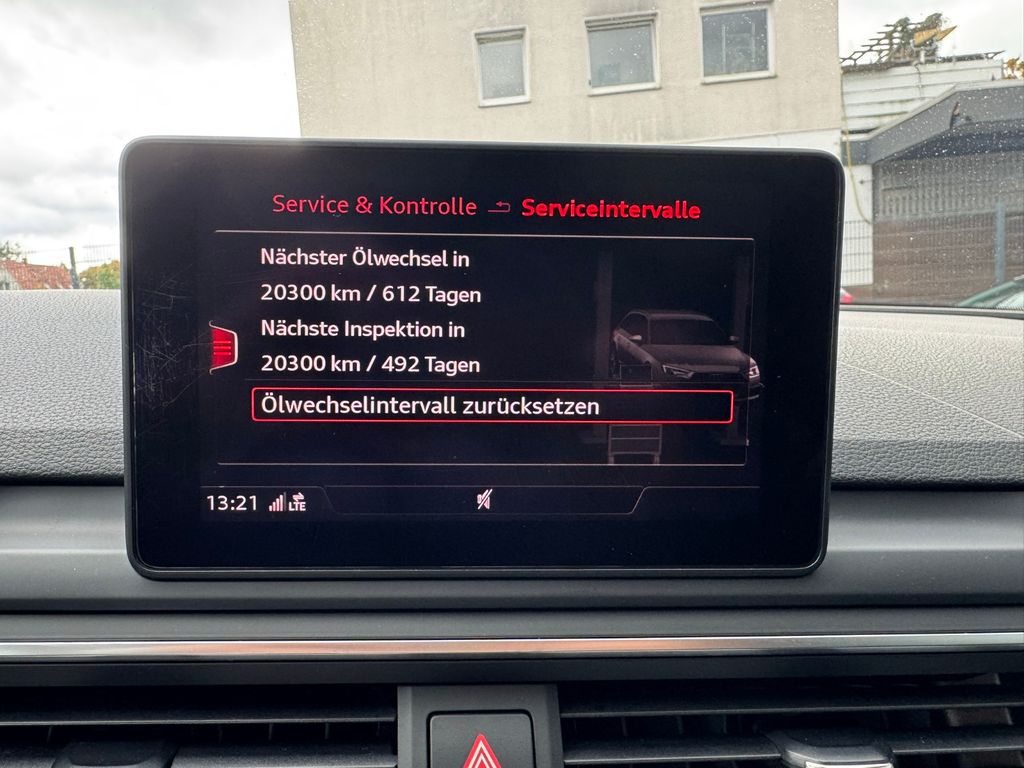 Service & Kontrolle Serviceintervalle
Nächster Ölwechsel in
20300 km / 612 Tagen
Nächste Inspektion in
20300 km / 492 Tagen
Ölwechselintervall zurücksetzen
13:21 LTE